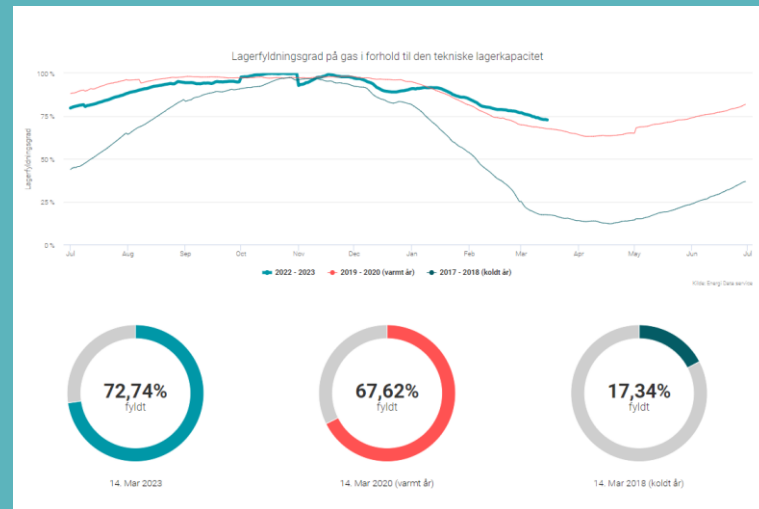 Lagerfyldningsgrad på gas i forhold til den tekniske lagerkapacitet
Lagerfyldningsgrad
100 %
75 %
50 %
25 %
0 %
Jul Aug Sep Oct Nov Dec Jan Feb Mar Apr May Jun Jul
2022 - 2023 2019 - 2020 (varmt år) 2017 - 2018 (koldt år)
Kilde: Energi Data service
72,74% 67,62% 17,34%
fyldt fyldt fyldt
14. Mar 2023 14. Mar 2020 (varmt år) 14. Mar 2018 (koldt år)